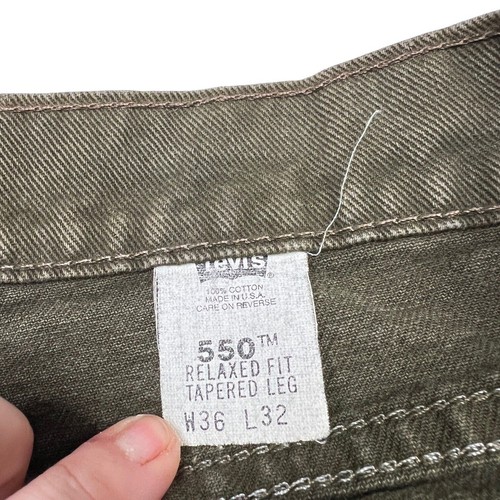 Levi's
100% COTTON
MADE IN U.S.A.
CARE ON REVERSE
550™
RELAXED FIT
TAPERED LEG
W36 L32